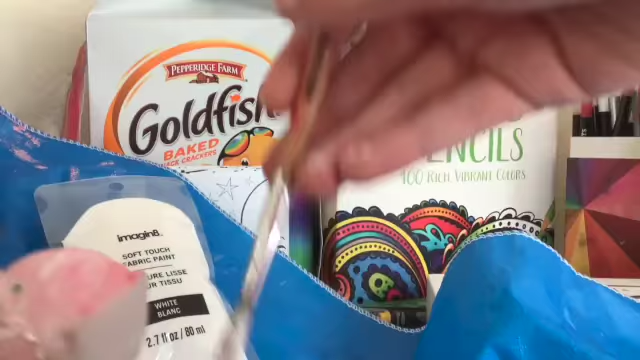 PEPPERIDGE FARM
Goldfish
BAKED
CRACKERS
ENCILS
100 RICH VIBRANT COLORS
imagin8.
SOFT TOUCH
FABRIC PAINT
URE LISSE
UR TISSU
WHITE
BLANC
2.7 fl oz / 80 ml